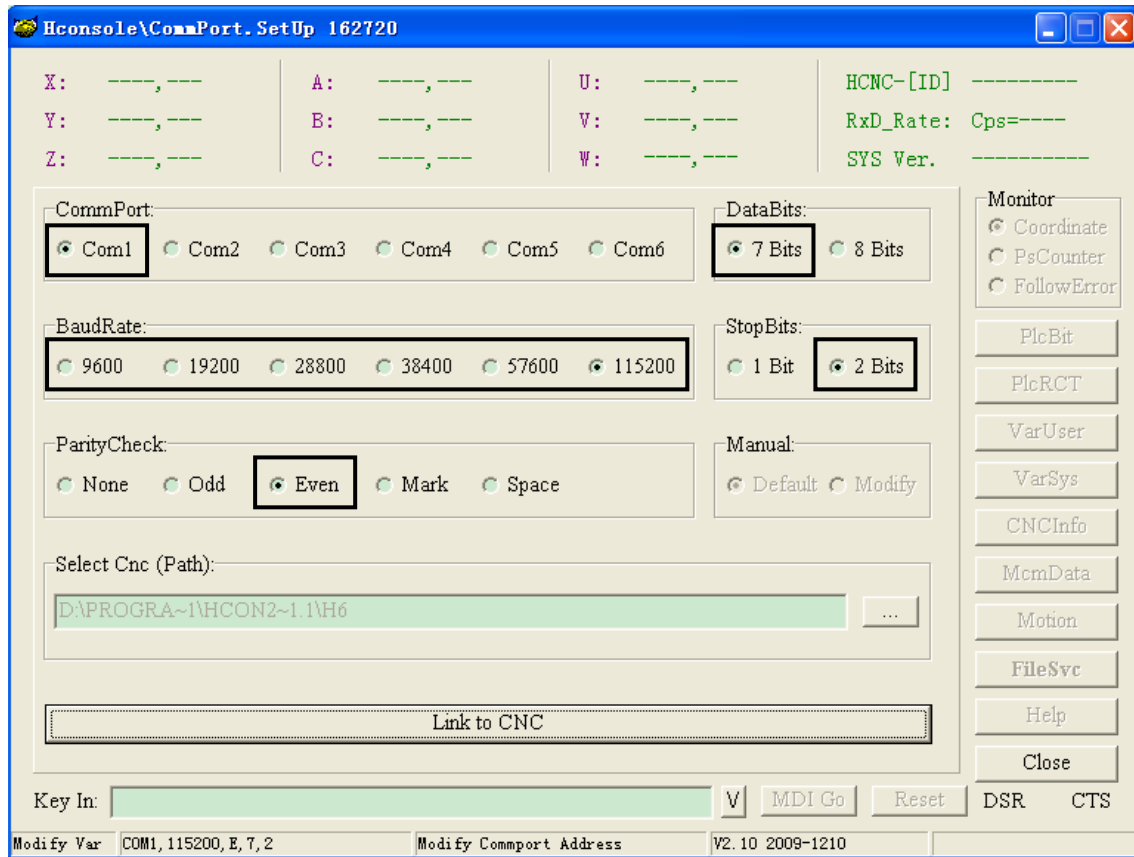 Hconsole\CommPort.SetUp 162720
X: ----,--- A: ----,--- U: ----,--- HCNC-[ID] ---------
Y: ----,--- B: ----,--- V: ----,--- RxD_Rate: Cps=----
Z: ----,--- C: ----,--- W: ----,--- SYS Ver. ----------
CommPort:
Com1 Com2 Com3 Com4 Com5 Com6
DataBits:
7 Bits 8 Bits
BaudRate:
9600 19200 28800 38400 57600 115200
StopBits:
1 Bit 2 Bits
ParityCheck:
None Odd Even Mark Space
Manual:
Default Modify
Select Cnc (Path):
D:\PROGRA~1\HCON2~1.1\H6 ...
Link to CNC
Monitor
Coordinate
PsCounter
FollowError
PlcBit
PlcRCT
VarUser
VarSys
CNCInfo
McmData
Motion
FileSvc
Help
Close
Key In: V MDI Go Reset DSR CTS
Modify Var COM1,115200,E,7,2 Modify Commport Address V2.10 2009-1210